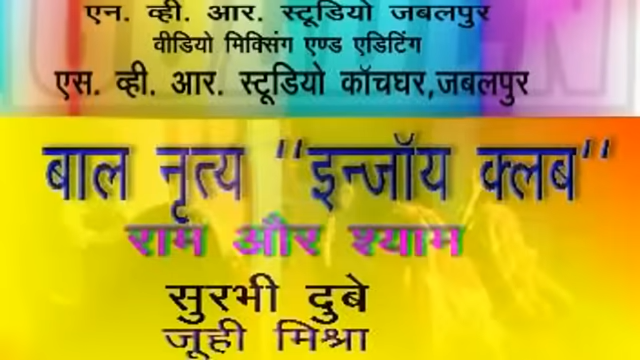 एन. व्ही. आर. स्टूडियो जबलपुर
वीडियो मिक्सिंग एण्ड एडिटिंग
एस. व्ही. आर. स्टूडियो कॉचघर,जबलपुर
बाल नृत्य ‘‘इन्जॉय क्लब‘‘
राम और श्याम
सुरभी दुबे
जूही मिश्रा